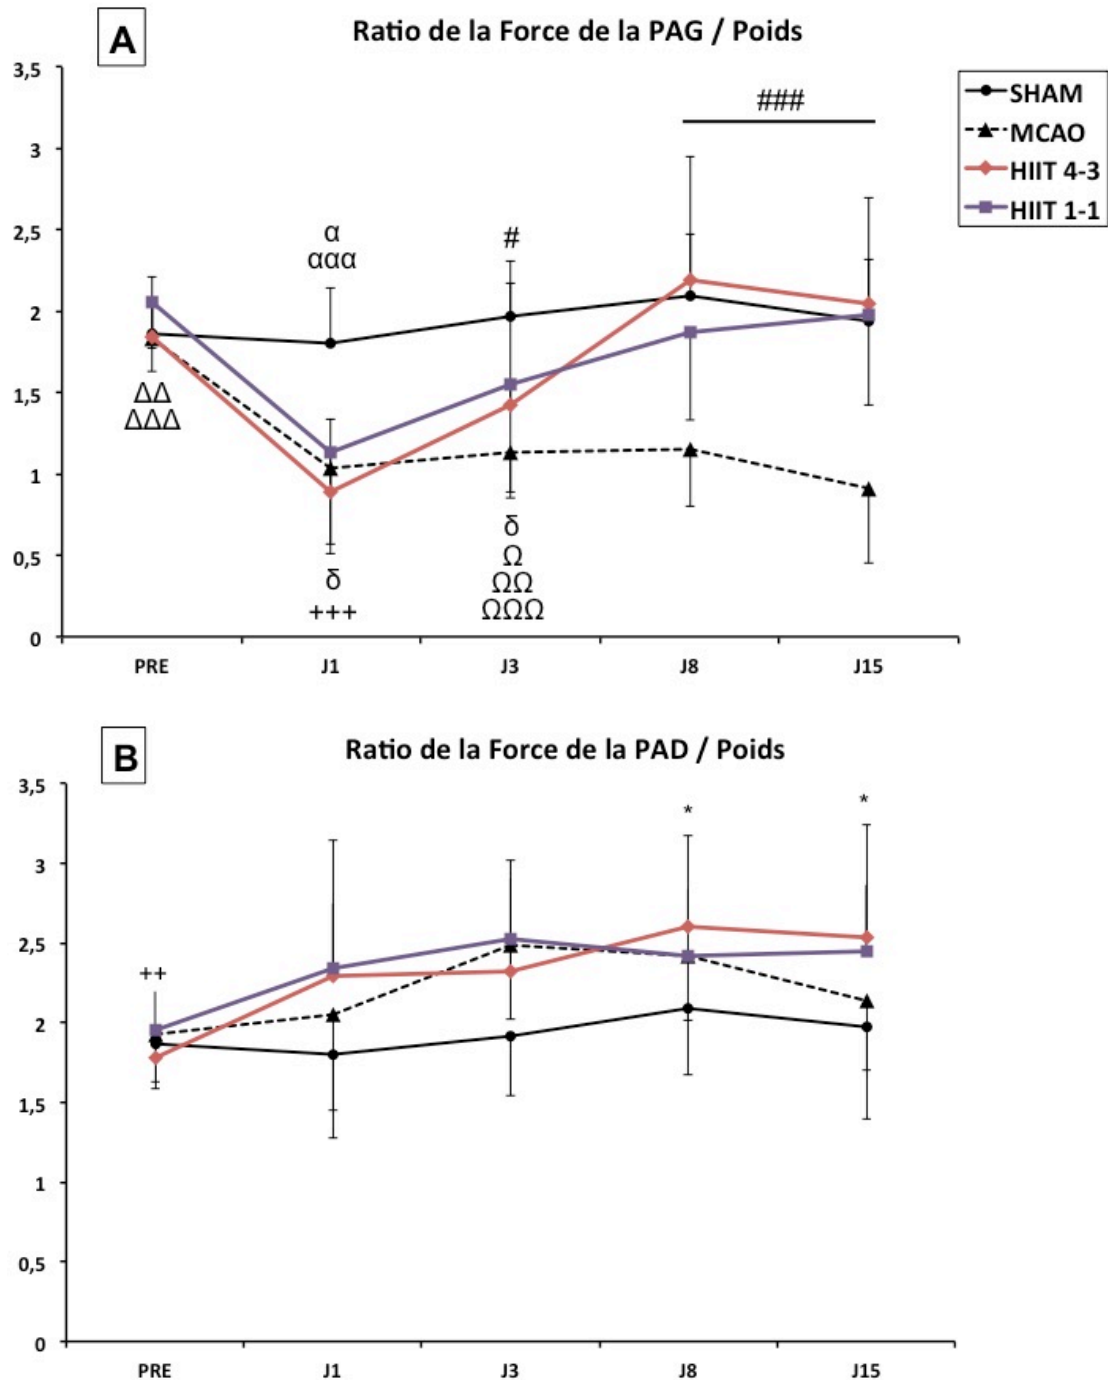 A
Ratio de la Force de la PAG / Poids
3,5
3
2,5
2
1,5
1
0,5
0
SHAM
MCAO
HIIT 4-3
HIIT 1-1
###
α
ααα
#
ΔΔ
ΔΔΔ
δ
+++
δ
Ω
ΩΩ
ΩΩΩ
PRE J1 J3 J8 J15
B
Ratio de la Force de la PAD / Poids
3,5
3
2,5
2
1,5
1
0,5
0
* *
++
PRE J1 J3 J8 J15